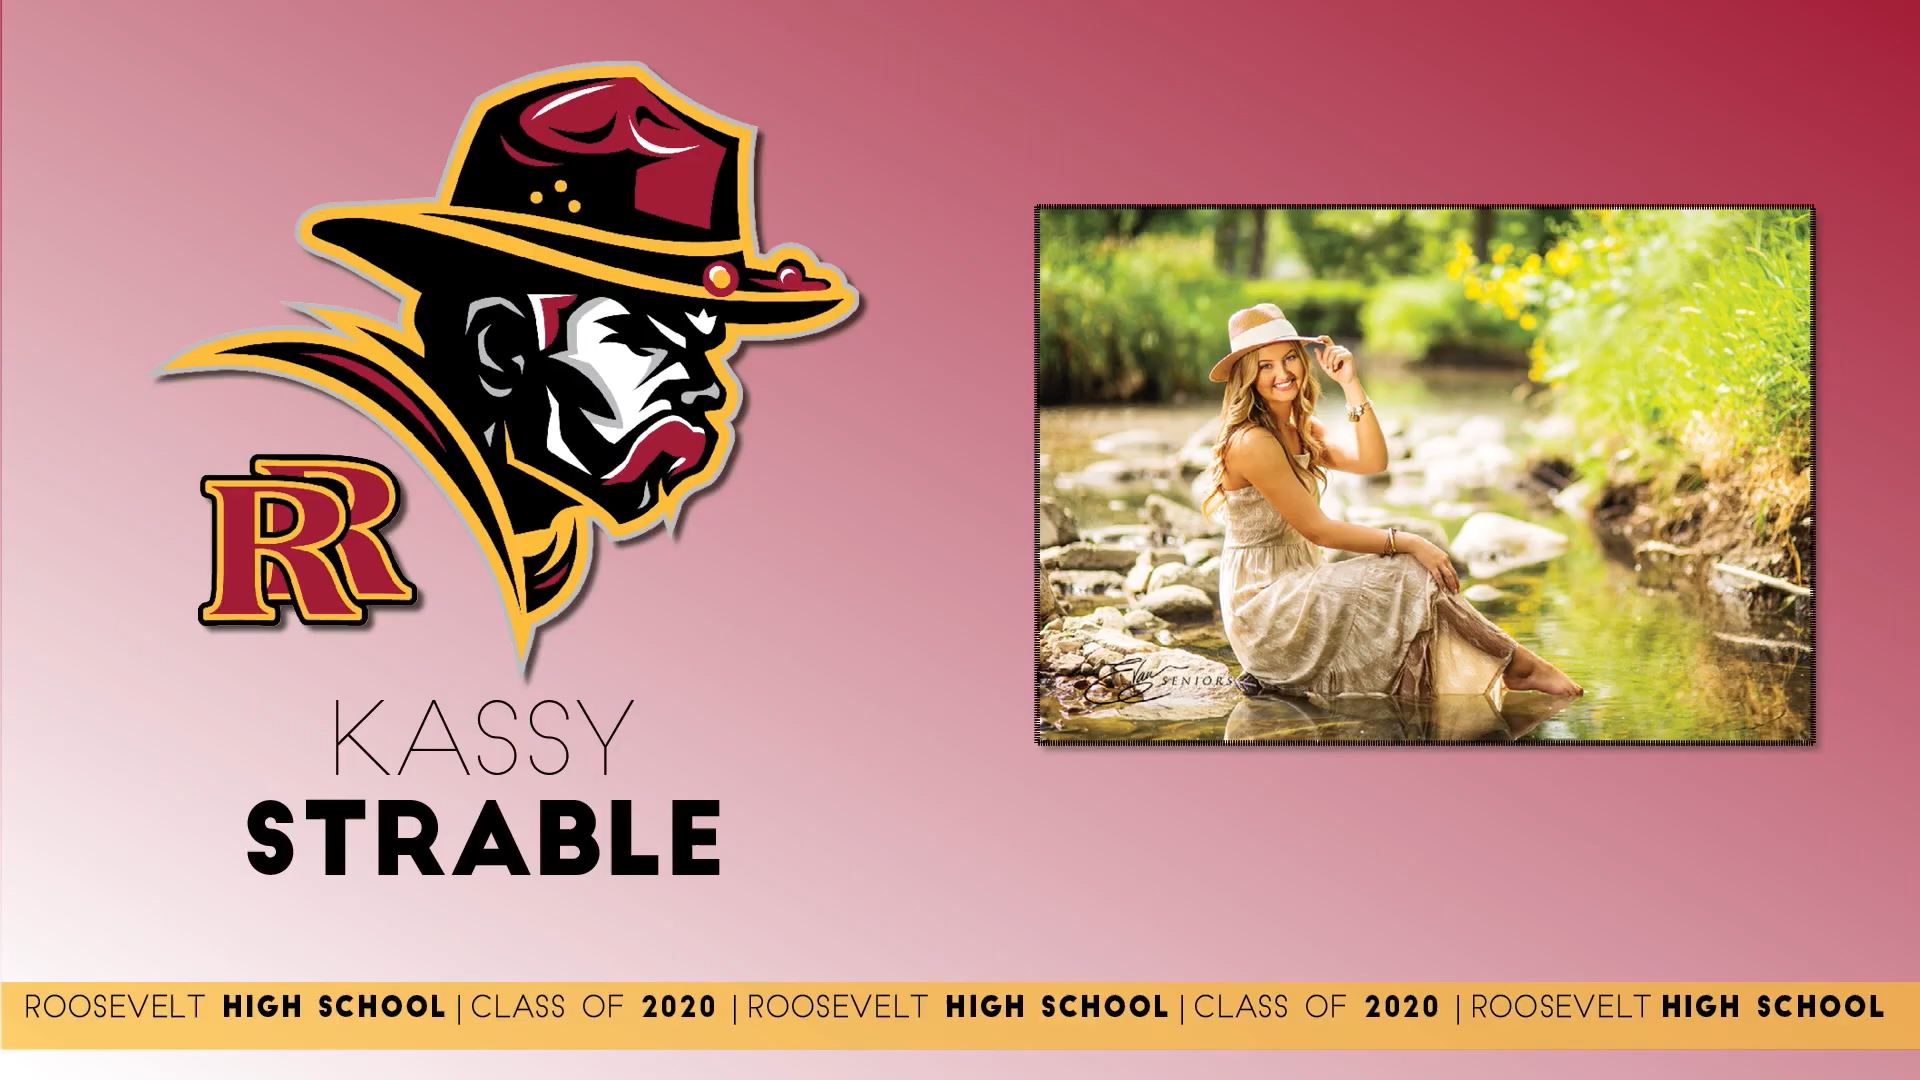 RR
KASSY
STRABLE
Elan
SENIORS
ROOSEVELT HIGH SCHOOL | CLASS OF 2020 | ROOSEVELT HIGH SCHOOL | CLASS OF 2020 | ROOSEVELT HIGH SCHOOL